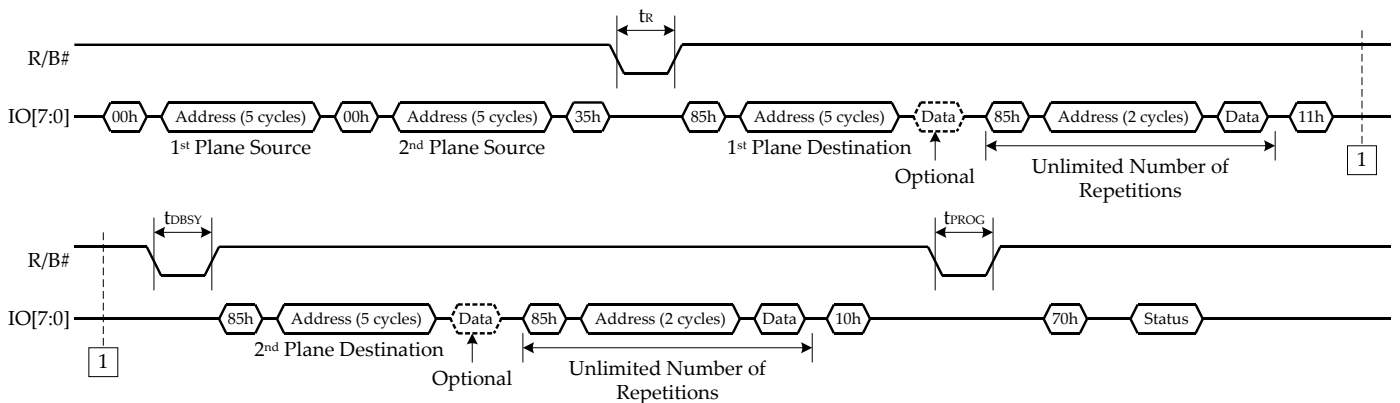 tR
R/B#
IO[7:0] 00h Address (5 cycles) 00h Address (5 cycles) 35h 85h Address (5 cycles) Data 85h Address (2 cycles) Data 11h
1st Plane Source 2nd Plane Source 1st Plane Destination
Optional
Unlimited Number of
Repetitions
1
tDBSY tPROG
R/B#
IO[7:0] 85h Address (5 cycles) Data 85h Address (2 cycles) Data 10h 70h Status
1
2nd Plane Destination
Optional
Unlimited Number of
Repetitions